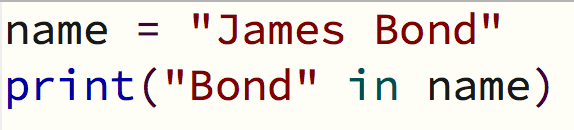 name = "James Bond"
print("Bond" in name)